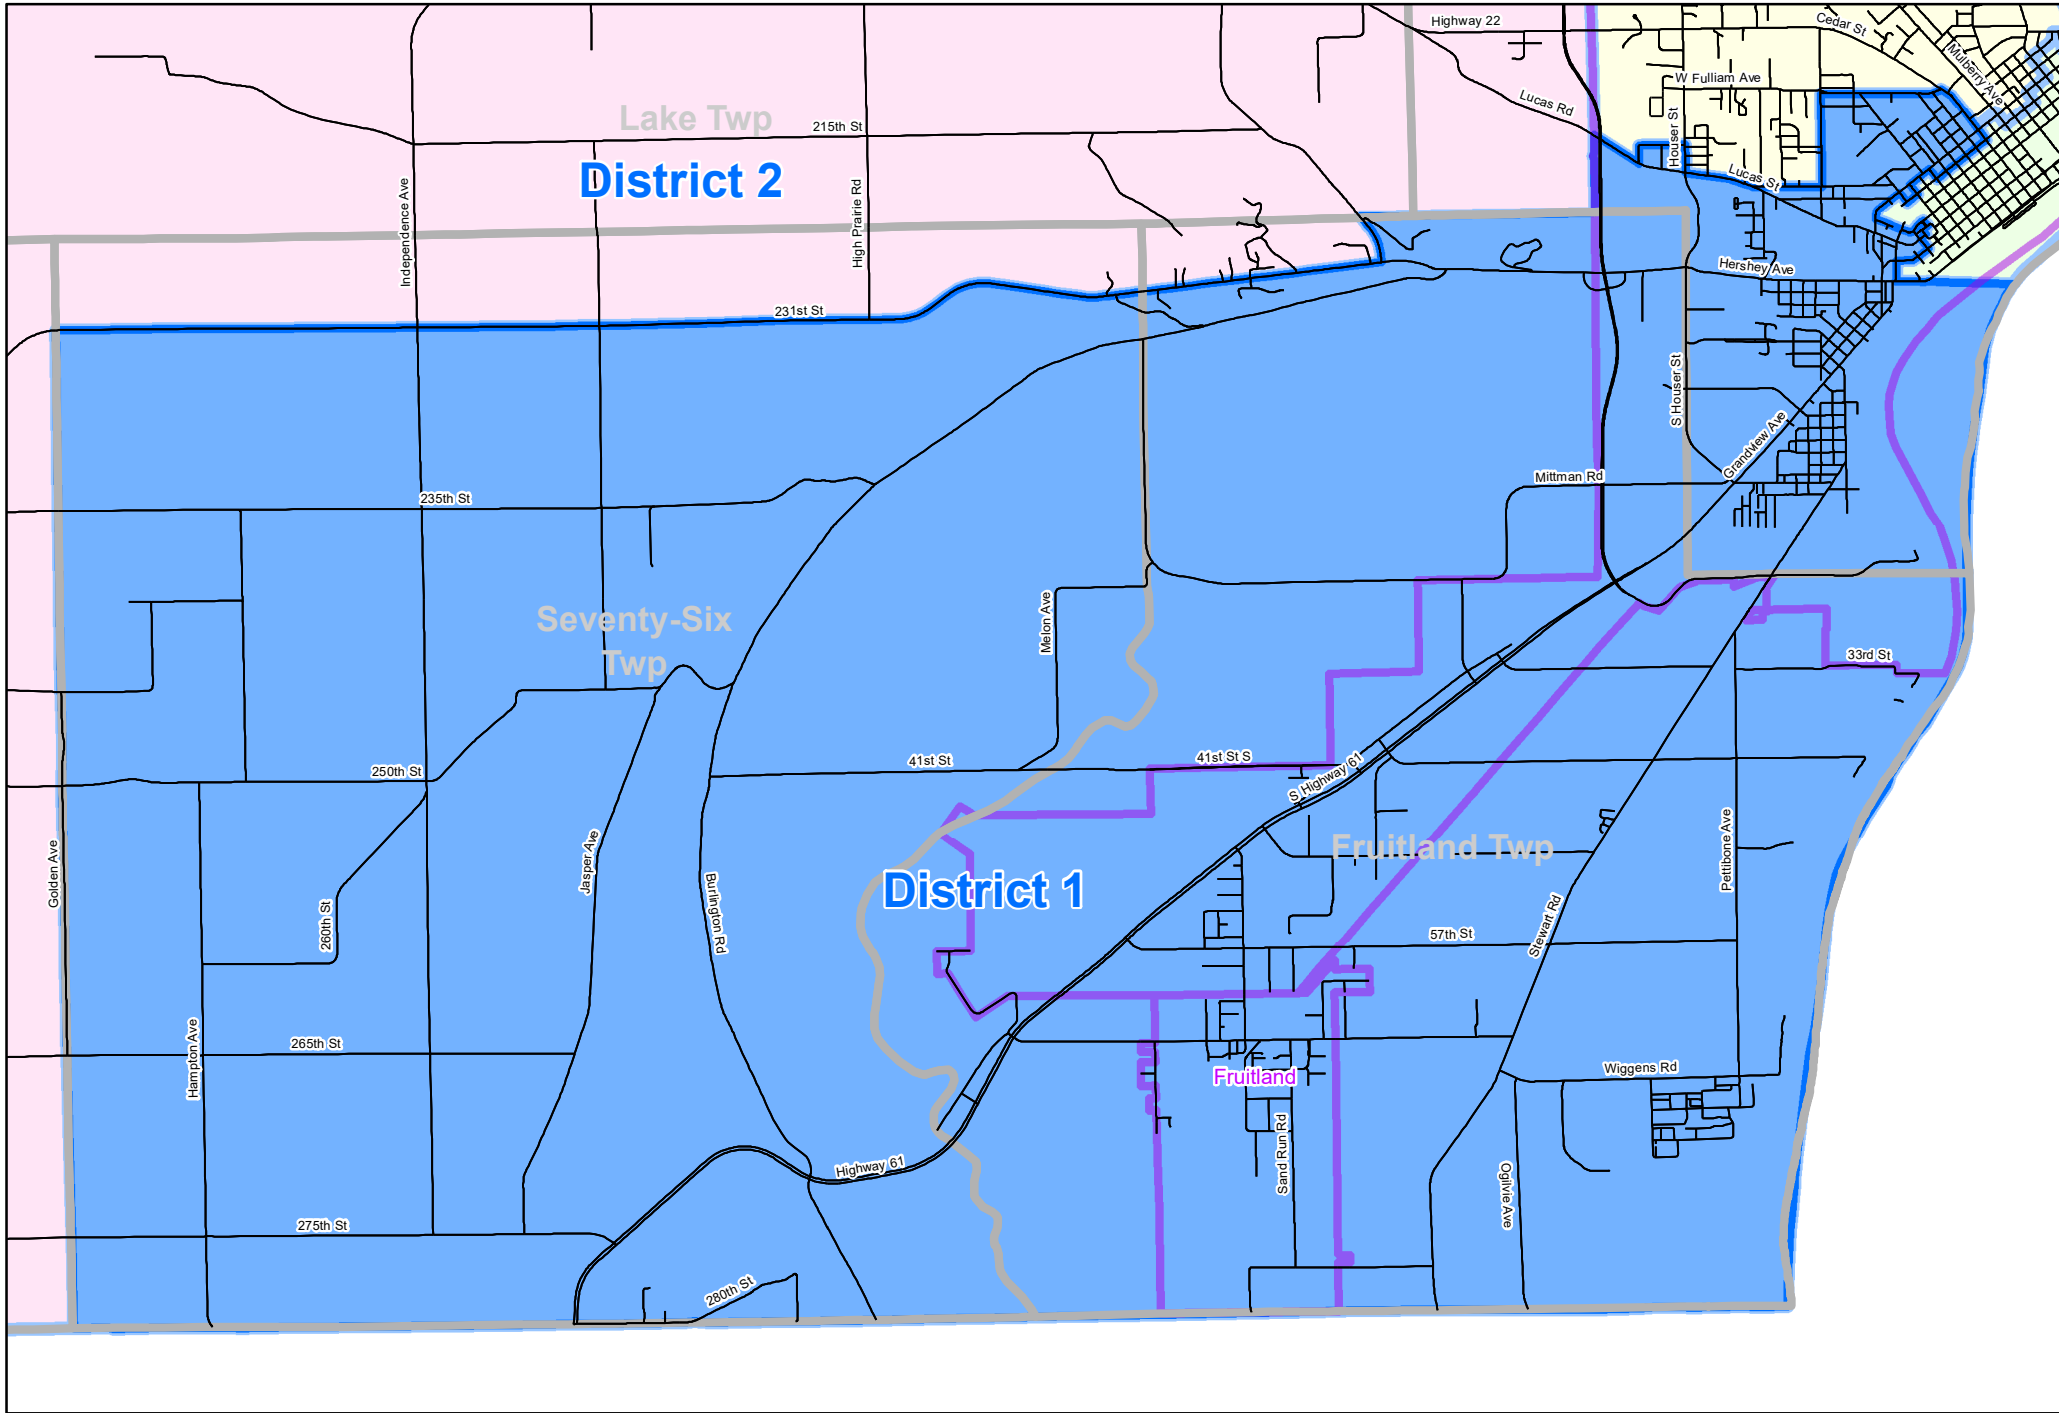 Highway 22
Cedar St
Mulberry Ave
W Fulliam Ave
Lucas Rd
Houser St
Lake Twp
215th St
District 2
Lucas St
Independence Ave
High Prairie Rd
Hershey Ave
231st St
S Houser St
Grandview Ave
Mittman Rd
235th St
Melon Ave
Seventy-Six
Twp
33rd St
41st St
41st St S
250th St
S Highway 61
Golden Ave
Jasper Ave
Fruitland Twp
Pettibone Ave
District 1
Burlington Rd
260th St
Stewart Rd
57th St
265th St
Hampton Ave
Wiggens Rd
Fruitland
Sand Run Rd
Highway 61
Ogilvie Ave
275th St
280th St